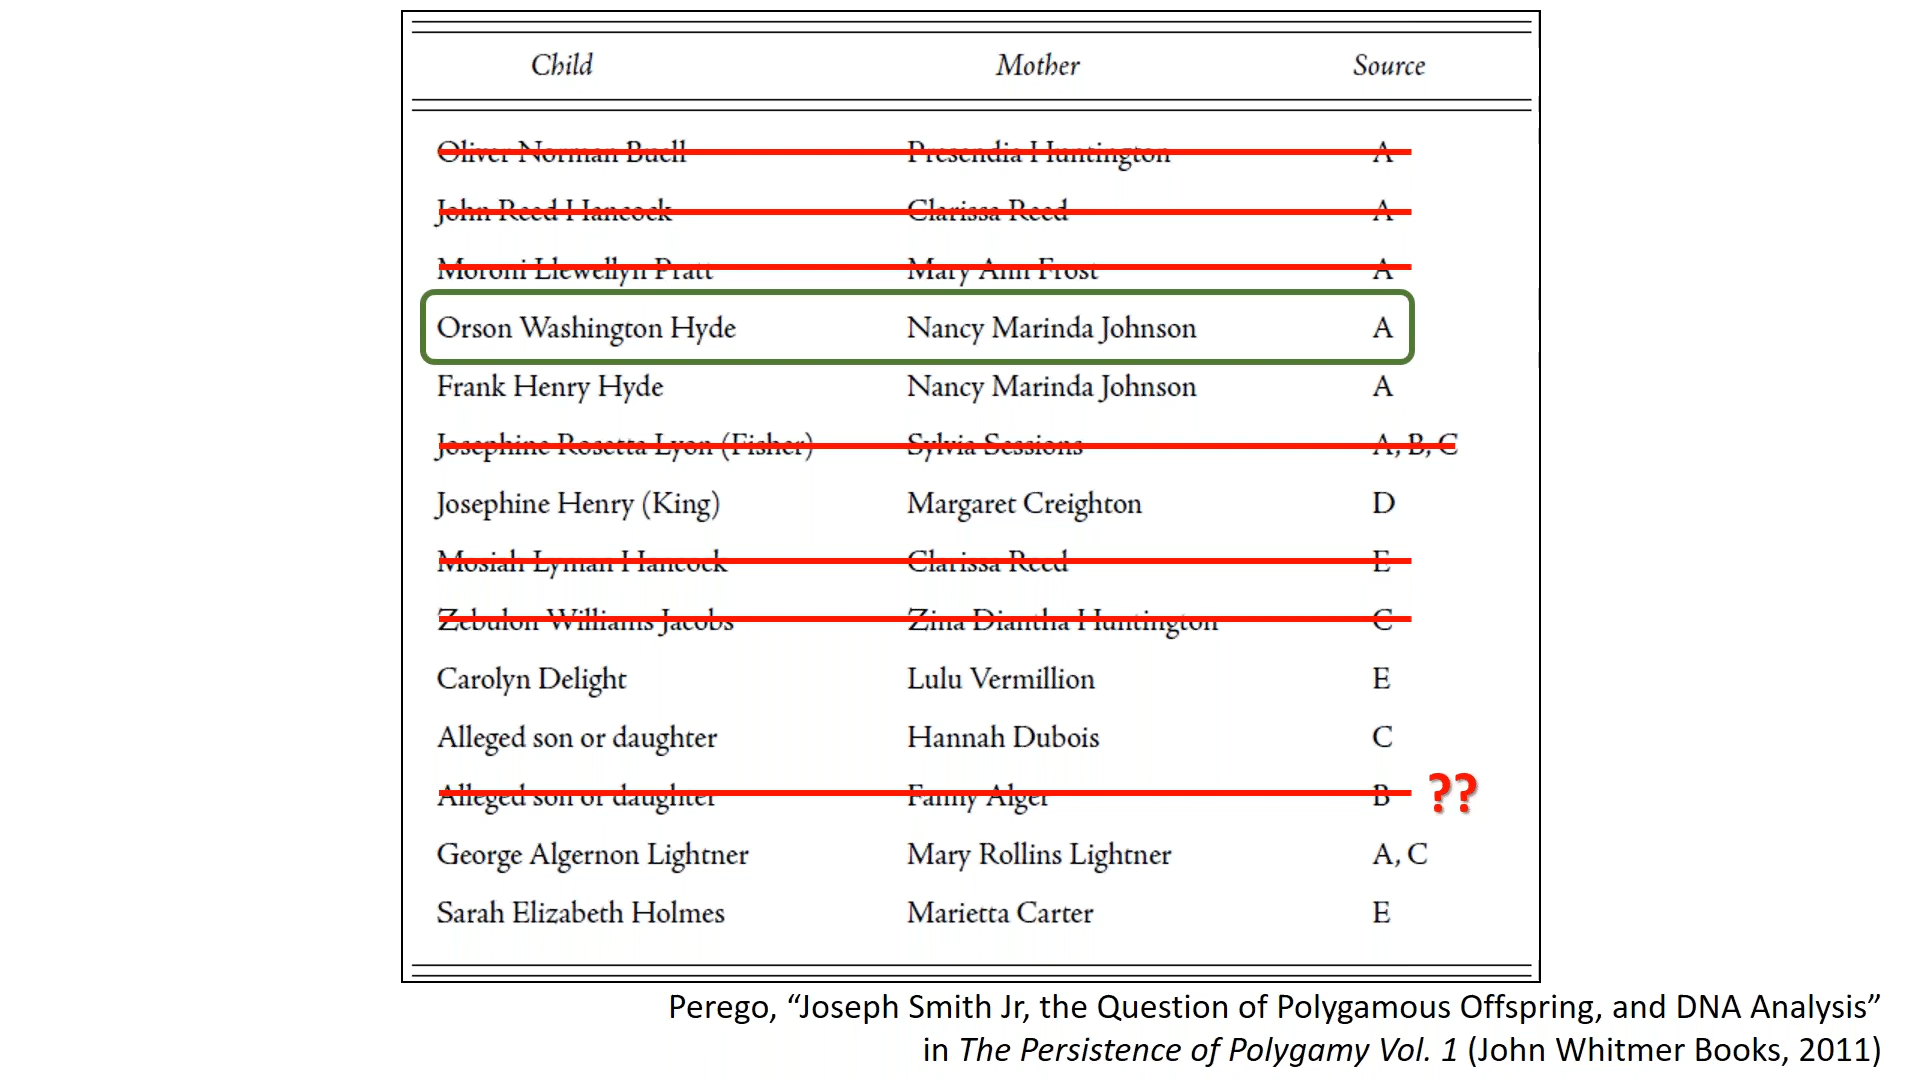 Child Mother Source
Oliver Norman Buell Presendia Huntington A
John Reed Hancock Clarissa Reed A
Moroni Llewellyn Pratt Mary Ann Frost A
Orson Washington Hyde Nancy Marinda Johnson A
Frank Henry Hyde Nancy Marinda Johnson A
Josephine Rosetta Lyon (Fisher) Sylvia Sessions A, B, C
Josephine Henry (King) Margaret Creighton D
Mosiah Lyman Hancock Clarissa Reed E
Zebulon Williams Jacobs Zina Diantha Huntington C
Carolyn Delight Lulu Vermillion E
Alleged son or daughter Hannah Dubois C
Alleged son or daughter Fanny Alger B ??
George Algernon Lightner Mary Rollins Lightner A, C
Sarah Elizabeth Holmes Marietta Carter E
Perego, “Joseph Smith Jr, the Question of Polygamous Offspring, and DNA Analysis”
in The Persistence of Polygamy Vol. 1 (John Whitmer Books, 2011)